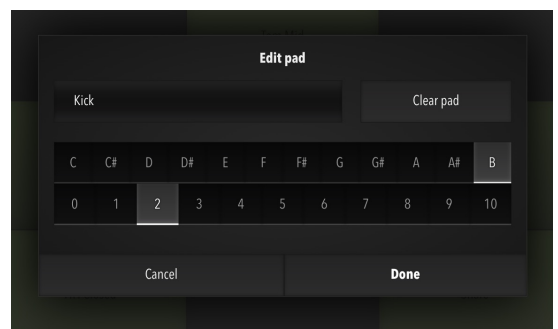 Edit pad
Kick Clear pad
C C# D D# E F F# G G# A A# B
0 1 2 3 4 5 6 7 8 9 10
Cancel Done